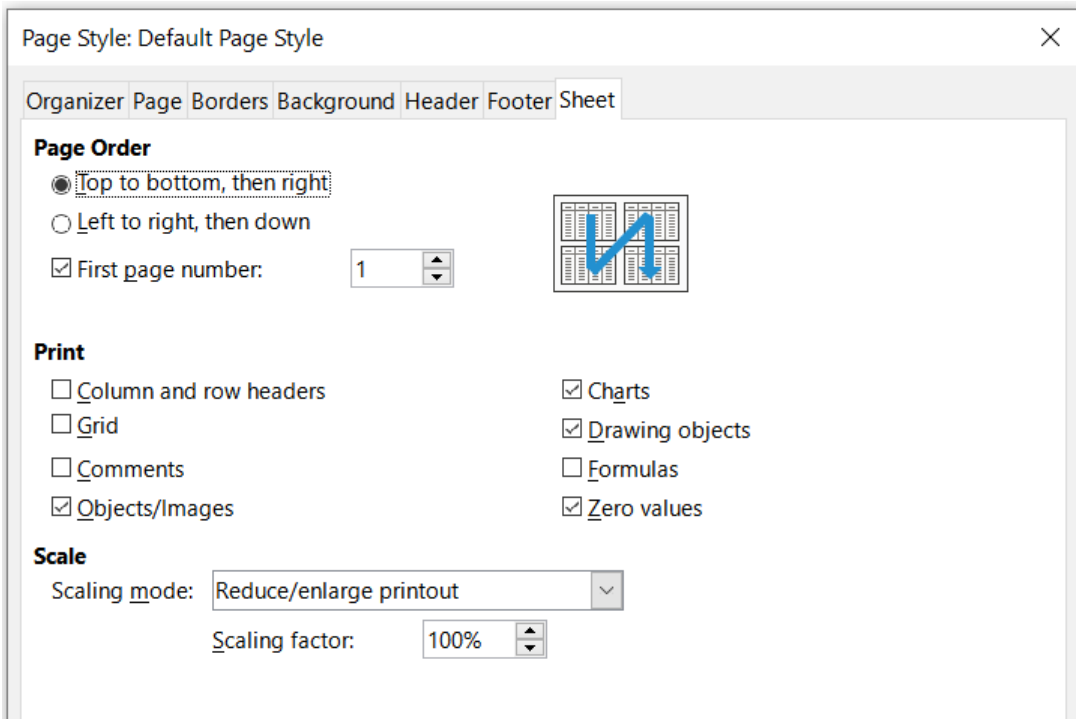 Page Style: Default Page Style
Organizer Page Borders Background Header Footer Sheet
Page Order
Top to bottom, then right
Left to right, then down
First page number: 1
Print
Column and row headers
Charts
Grid
Drawing objects
Comments
Formulas
Objects/Images
Zero values
Scale
Scaling mode: Reduce/enlarge printout
Scaling factor: 100%